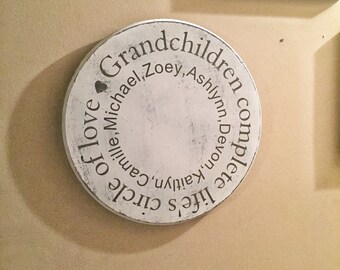 Grandchildren complete life's circle of love
Michael,Zoey,Ashlynn,Devon,Kaitlyn,Camille,